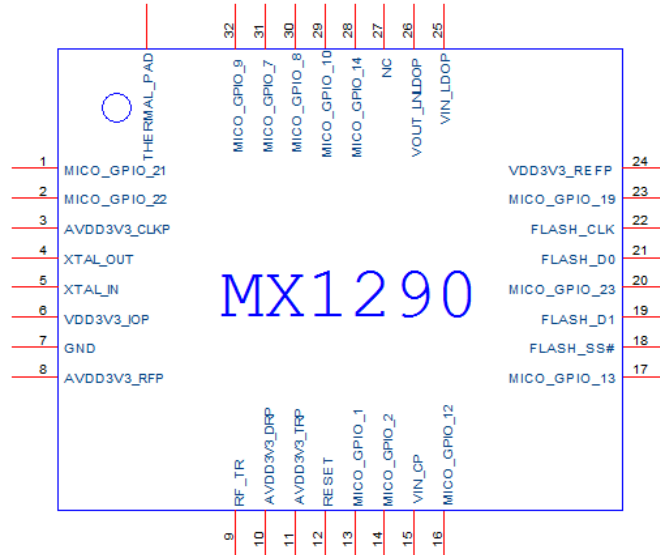 32 31 30 29 28 27 26 25
THERMAL_PAD
MICO_GPIO_9
MICO_GPIO_7
MICO_GPIO_8
MICO_GPIO_10
MICO_GPIO_14
NC
VOUT_LNLDOP
VIN_LDOP
1 MICO_GPIO_21
2 MICO_GPIO_22
3 AVDD3V3_CLKP
4 XTAL_OUT
5 XTAL_IN
6 VDD3V3_IOP
7 GND
8 AVDD3V3_RFP
MX1290
VDD3V3_REFP 24
MICO_GPIO_19 23
FLASH_CLK 22
FLASH_D0 21
MICO_GPIO_23 20
FLASH_D1 19
FLASH_SS# 18
MICO_GPIO_13 17
RF_TR
AVDD3V3_DRP
AVDD3V3_TRP
RESET
MICO_GPIO_1
MICO_GPIO_2
VIN_CP
MICO_GPIO_12
9 10 11 12 13 14 15 16